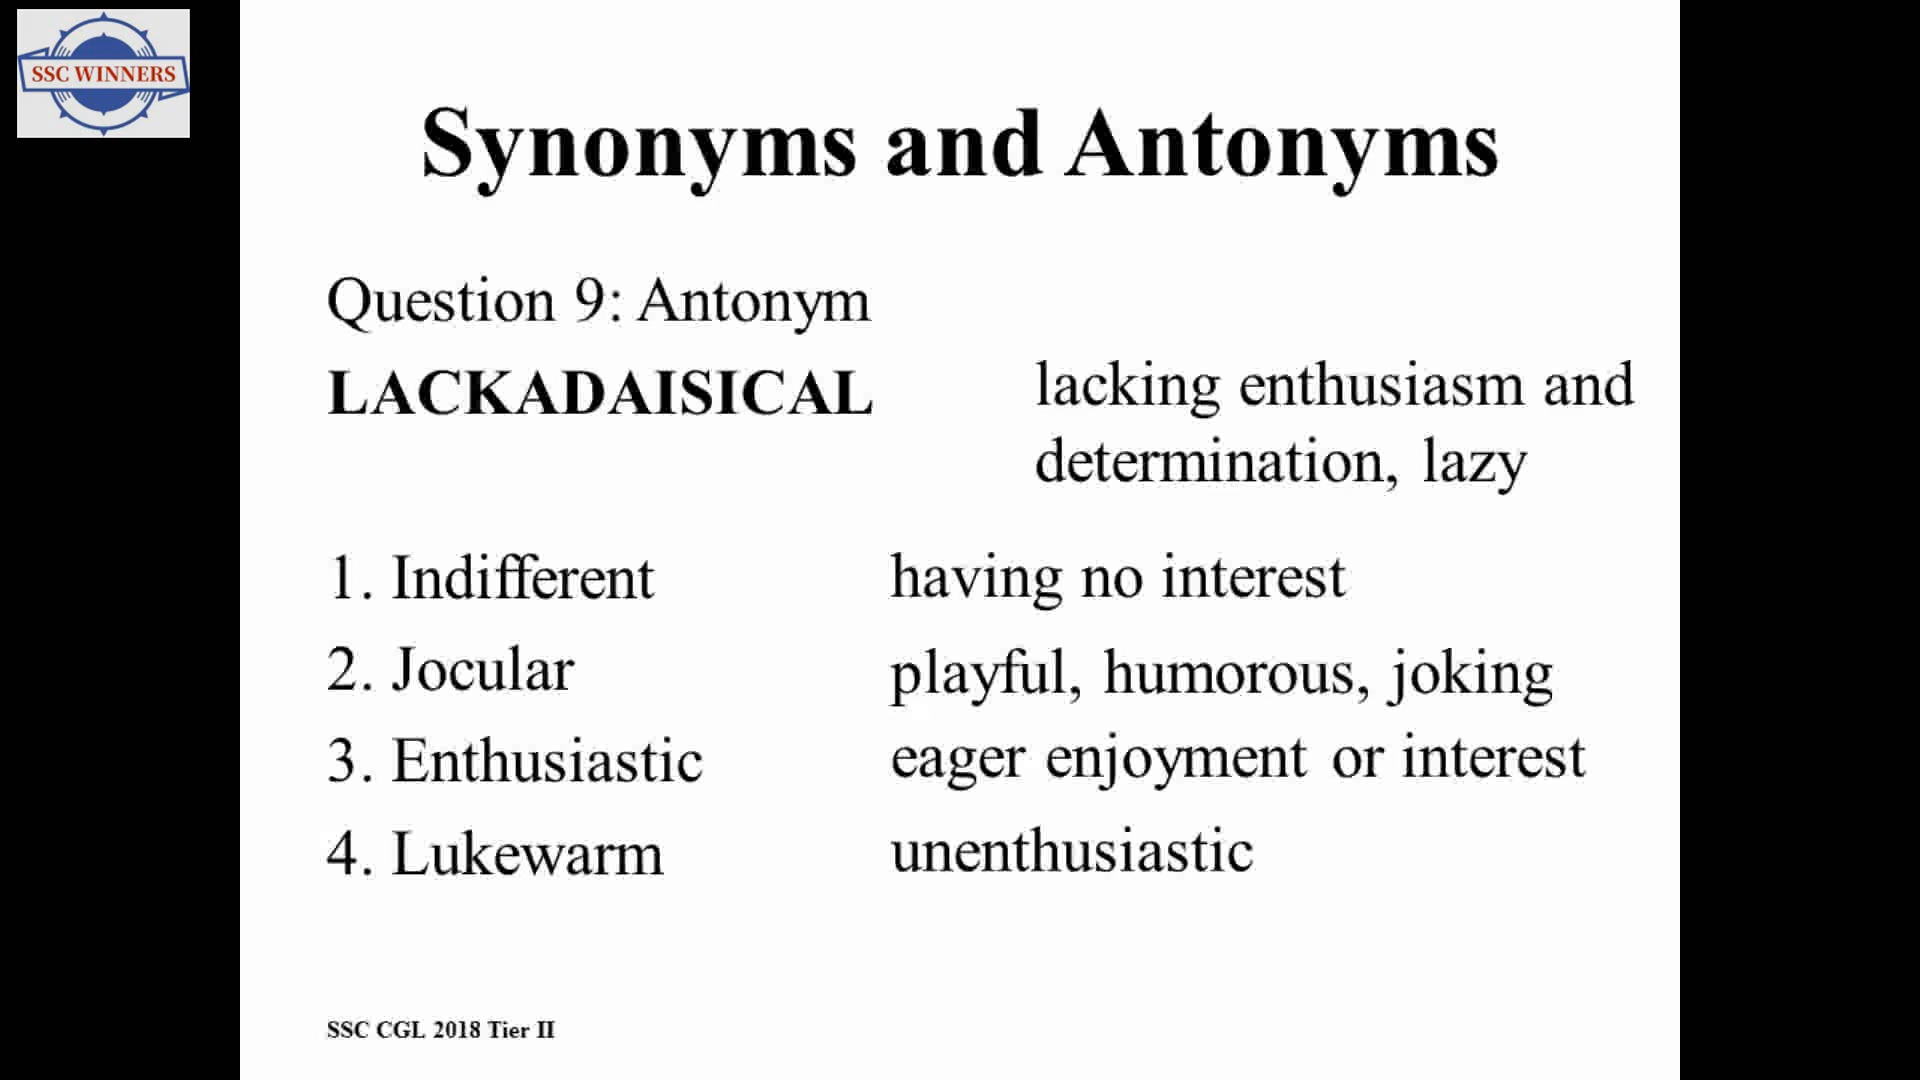 SSC WINNERS
Synonyms and Antonyms
Question 9: Antonym
LACKADAISICAL
lacking enthusiasm and
determination, lazy
1. Indifferent having no interest
2. Jocular playful, humorous, joking
3. Enthusiastic eager enjoyment or interest
4. Lukewarm unenthusiastic
SSC CGL 2018 Tier II